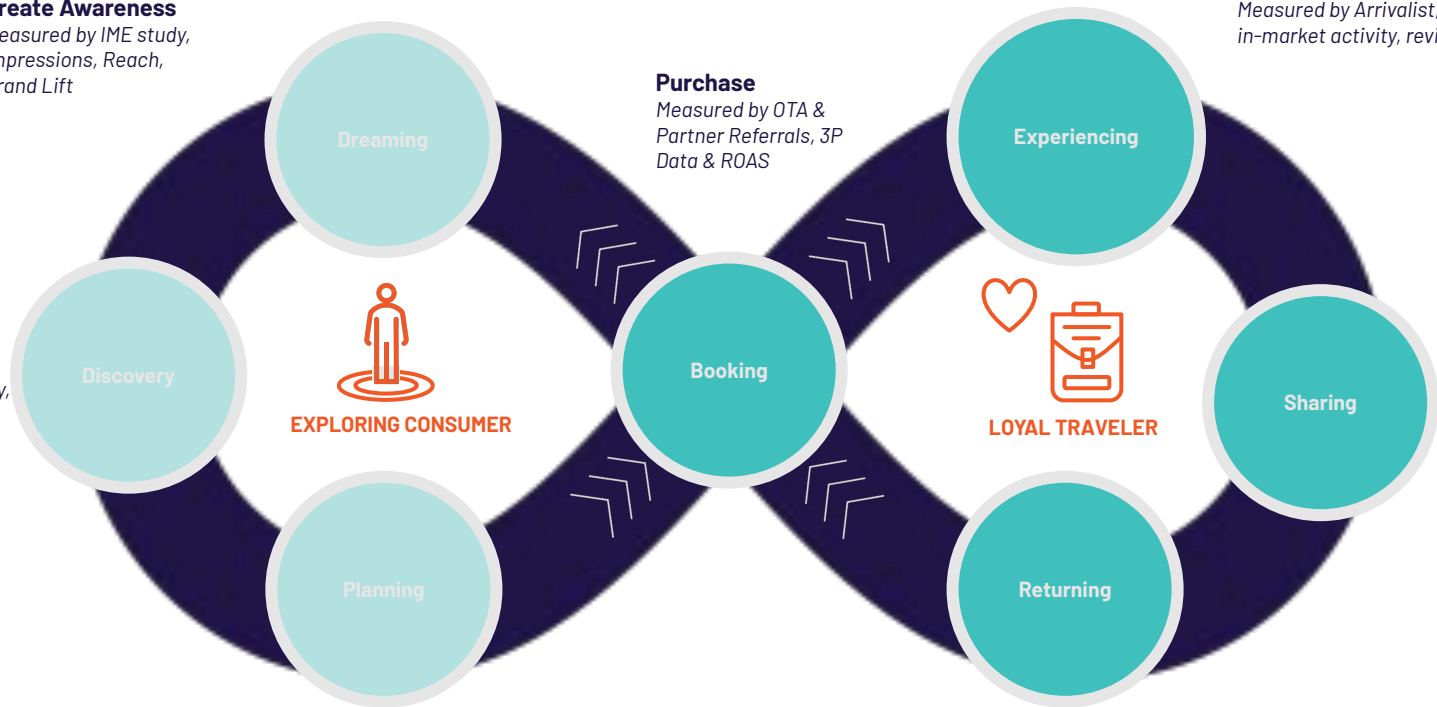 reate Awareness
easured by IME study,
npressions, Reach,
rand Lift
Measured by Arrivalist,
in-market activity, revi
Purchase
Measured by OTA &
Partner Referrals, 3P
Data & ROAS
Dreaming
Experiencing
Discovery
y,
Booking
Sharing
EXPLORING CONSUMER
LOYAL TRAVELER
Planning
Returning